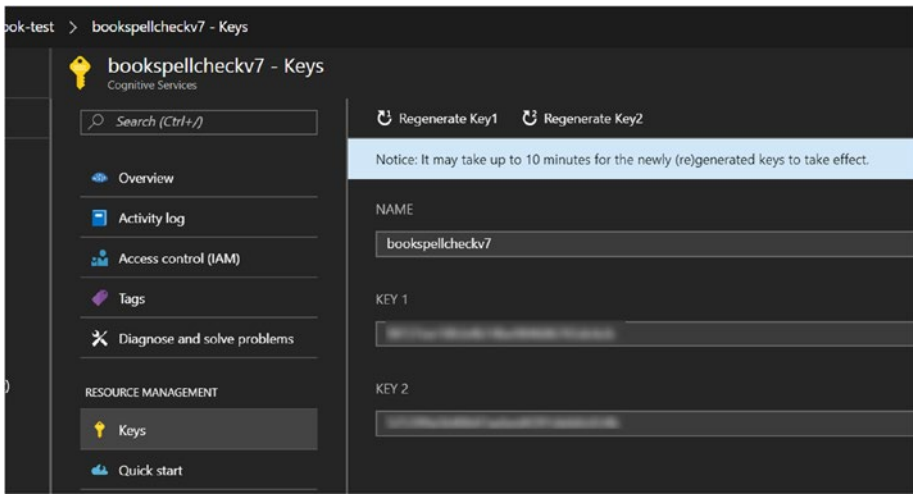 ook-test > bookspellcheckv7 - Keys
bookspellcheckv7 - Keys
Cognitive Services
Search (Ctrl+/)
Overview
Activity log
Access control (IAM)
Tags
Diagnose and solve problems
RESOURCE MANAGEMENT
Keys
Quick start
)
Regenerate Key1 Regenerate Key2
Notice: It may take up to 10 minutes for the newly (re)generated keys to take effect.
NAME
bookspellcheckv7
KEY 1
KEY 2